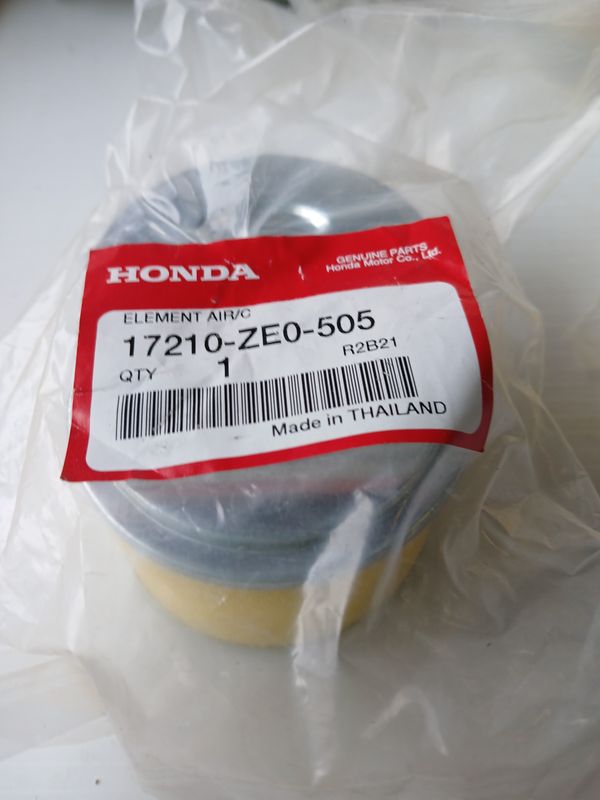 HONDA
GENUINE PARTS
Honda Motor Co., Ltd.
ELEMENT AIR/C
17210-ZE0-505
QTY 1 R2B21
Made in THAILAND